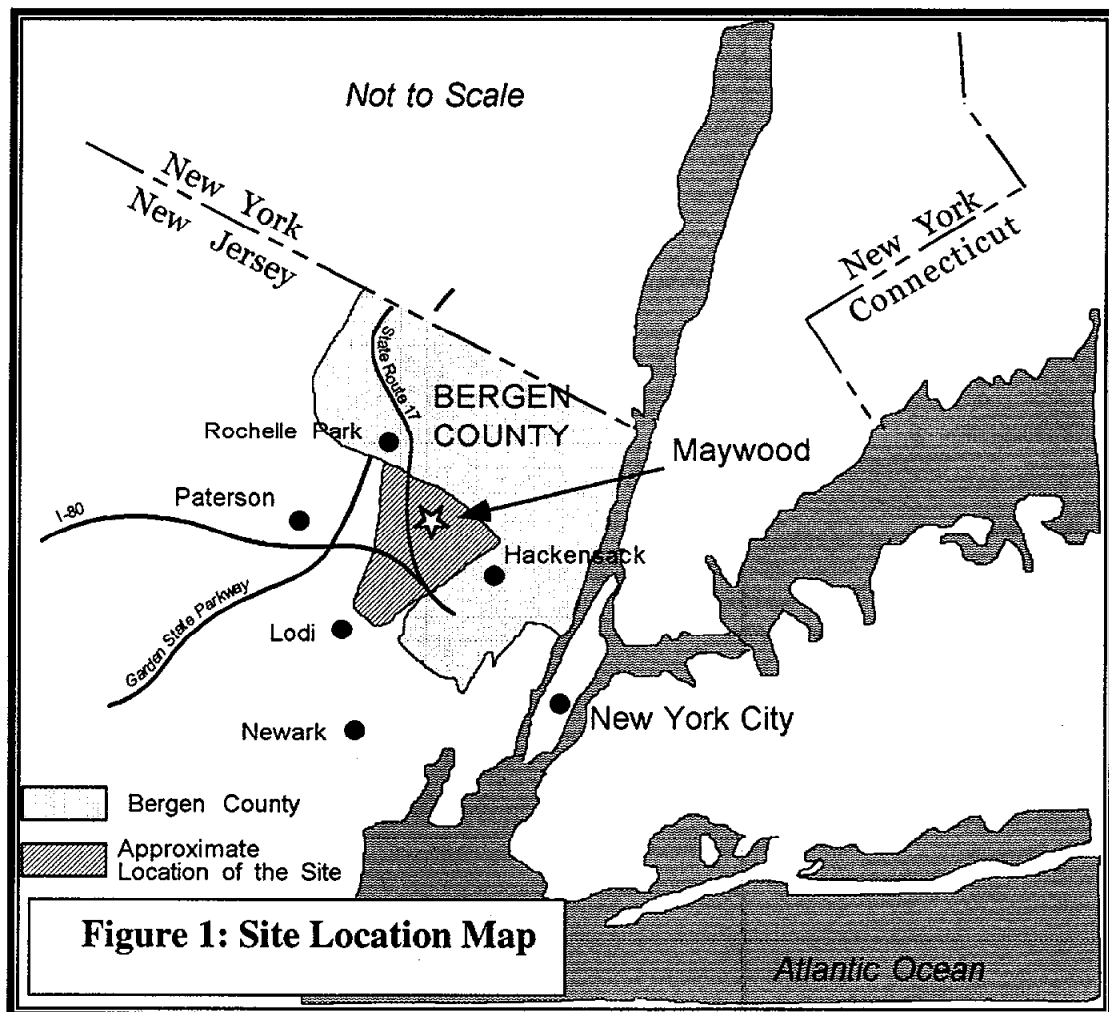 Not to Scale
New York
New Jersey
New York
Connecticut
State Route 17
BERGEN
COUNTY
Rochelle Park
Maywood
Paterson
I-80
Hackensack
Garden State Parkway
Lodi
New York City
Newark
Bergen County
Approximate
Location of the Site
Figure 1: Site Location Map
Atlantic Ocean